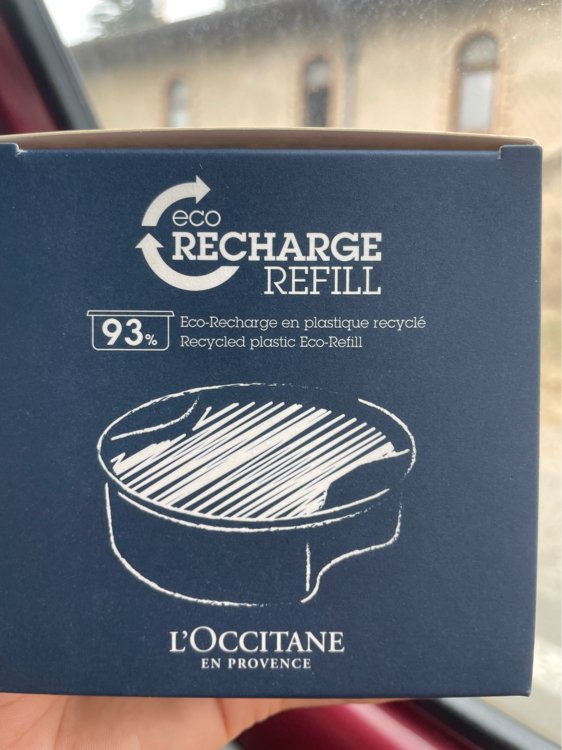 eco
RECHARGE
REFILL
93%
Eco-Recharge en plastique recyclé
Recycled plastic Eco-Refill
L'OCCITANE
EN PROVENCE